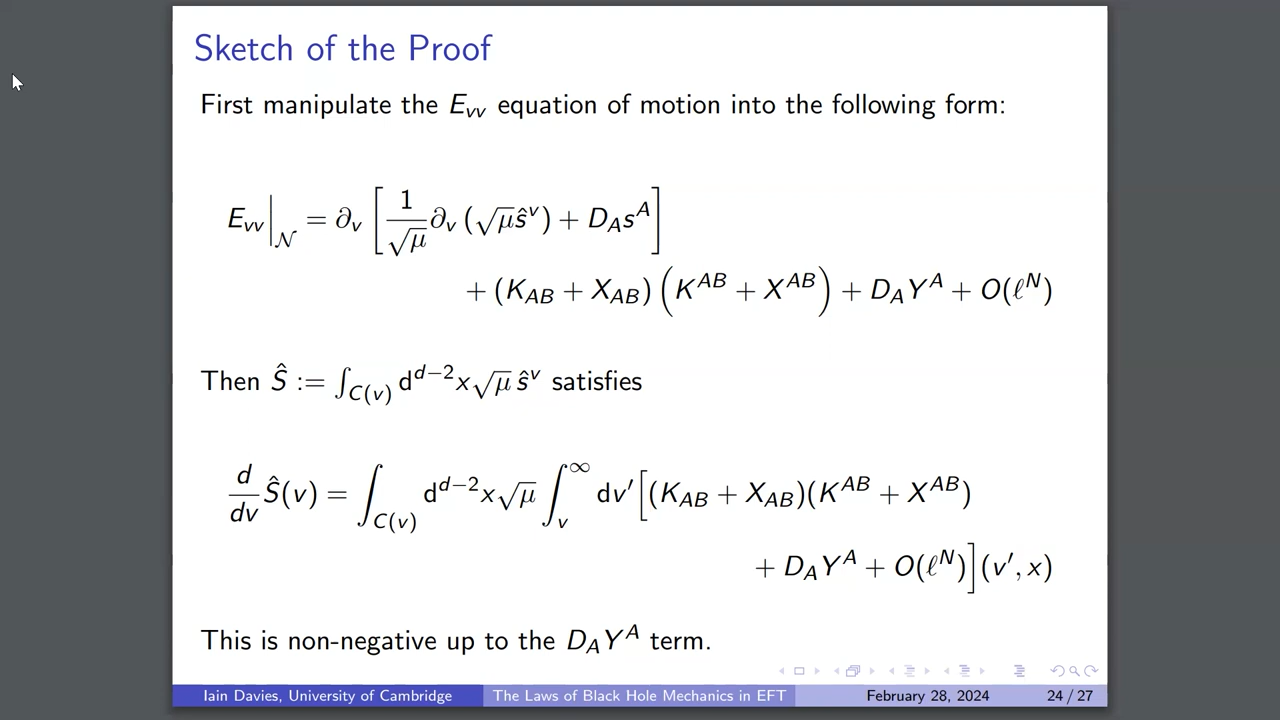 Sketch of the Proof
First manipulate the $E_{vv}$ equation of motion into the following form:
$E_{vv}\Big|_{\mathcal{N}} = \partial_v \left[ \frac{1}{\sqrt{\mu}} \partial_v \left( \sqrt{\mu} \hat{s}^v \right) + D_A s^A \right]$
$+ \left( K_{AB} + X_{AB} \right) \left( K^{AB} + X^{AB} \right) + D_A Y^A + O(\ell^N)$
Then $\hat{S} := \int_{C(v)} \mathrm{d}^{d-2}x \sqrt{\mu} \, \hat{s}^v$ satisfies
$\frac{d}{dv} \hat{S}(v) = \int_{C(v)} \mathrm{d}^{d-2}x \sqrt{\mu} \int_v^\infty \mathrm{d}v' \Big[ (K_{AB} + X_{AB})(K^{AB} + X^{AB})$
$+ D_A Y^A + O(\ell^N) \Big] (v', x)$
This is non-negative up to the $D_A Y^A$ term.
Iain Davies, University of Cambridge The Laws of Black Hole Mechanics in EFT February 28, 2024 24 / 27